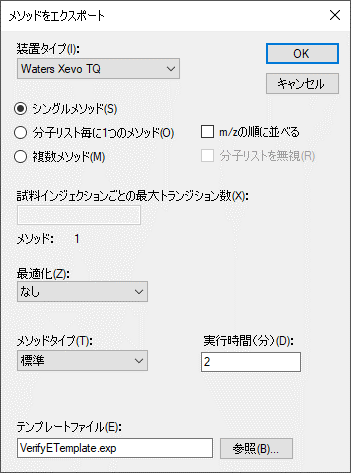 メソッドをエクスポート
装置タイプ(I):
OK
Waters Xevo TQ
キャンセル
シングルメソッド(S)
分子リスト毎に1つのメソッド(O)
m/zの順に並べる
複数メソッド(M)
分子リストを無視(R)
試料インジェクションごとの最大トランジション数(X):
メソッド: 1
最適化(Z):
なし
メソッドタイプ(T):
実行時間(分)(D):
標準
2
テンプレートファイル(E):
VerifyETemplate.exp
参照(B)...